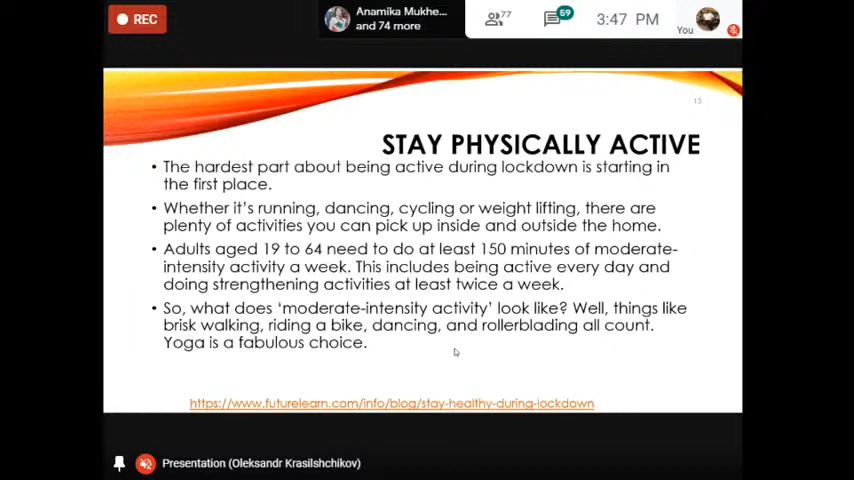 REC
Anamika Mukhe...
and 74 more
77
59
3:47 PM
You
13
STAY PHYSICALLY ACTIVE
• The hardest part about being active during lockdown is starting in
the first place.
• Whether it's running, dancing, cycling or weight lifting, there are
plenty of activities you can pick up inside and outside the home.
• Adults aged 19 to 64 need to do at least 150 minutes of moderate-
intensity activity a week. This includes being active every day and
doing strengthening activities at least twice a week.
• So, what does 'moderate-intensity activity' look like? Well, things like
brisk walking, riding a bike, dancing, and rollerblading all count.
Yoga is a fabulous choice.
https://www.futurelearn.com/info/blog/stay-healthy-during-lockdown
Presentation (Oleksandr Krasilshchikov)